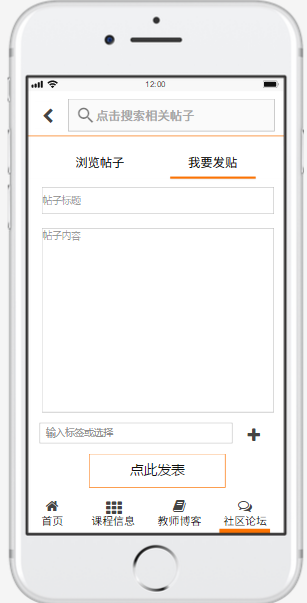 12:00
点击搜索相关帖子
浏览帖子 我要发贴
帖子标题
帖子内容
输入标签或选择
点此发表
首页 课程信息 教师博客 社区论坛